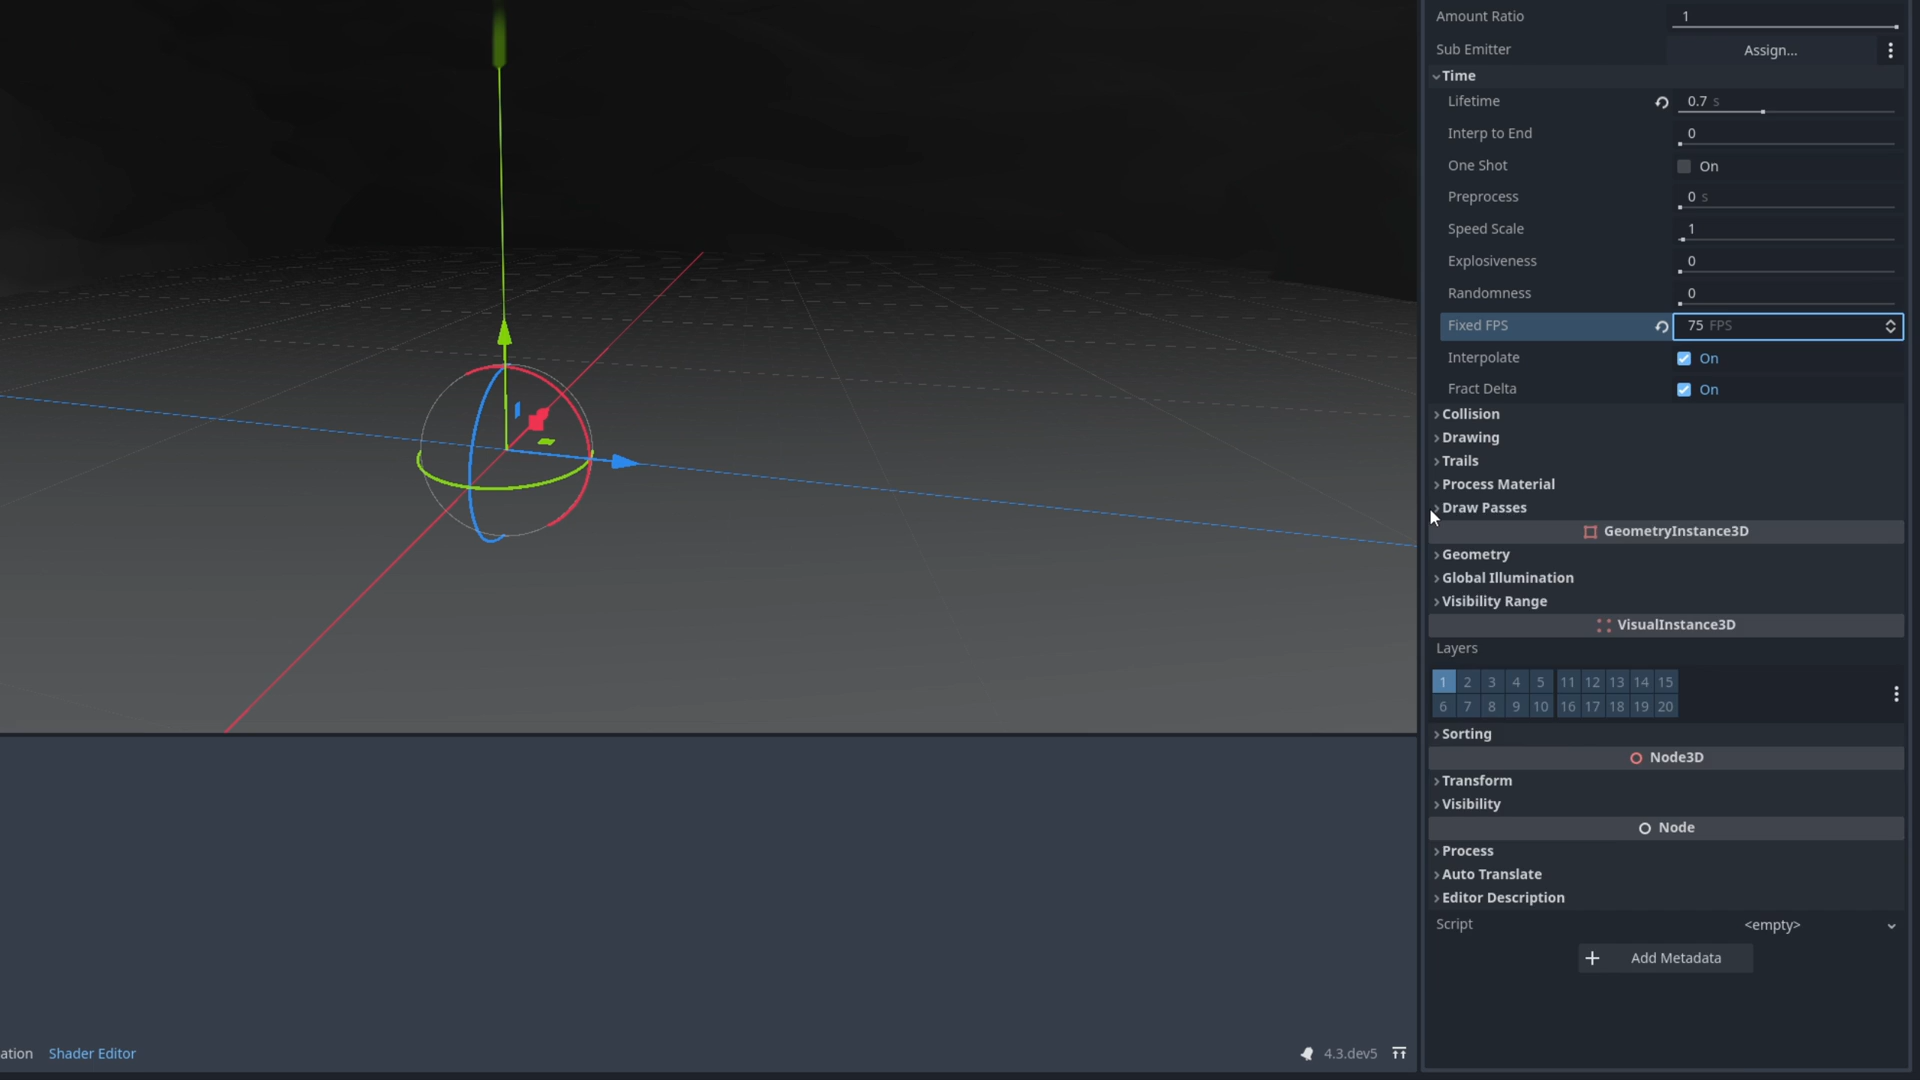 Amount Ratio 1
Sub Emitter Assign...
Time
Lifetime 0.7 s
Interp to End 0
One Shot On
Preprocess 0 s
Speed Scale 1
Explosiveness 0
Randomness 0
Fixed FPS 75 FPS
Interpolate On
Fract Delta On
Collision
Drawing
Trails
Process Material
Draw Passes
GeometryInstance3D
Geometry
Global Illumination
Visibility Range
VisualInstance3D
Layers
1 2 3 4 5 11 12 13 14 15
6 7 8 9 10 16 17 18 19 20
Sorting
Node3D
Transform
Visibility
Node
Process
Auto Translate
Editor Description
Script <empty>
+ Add Metadata
ation Shader Editor 4.3.dev5